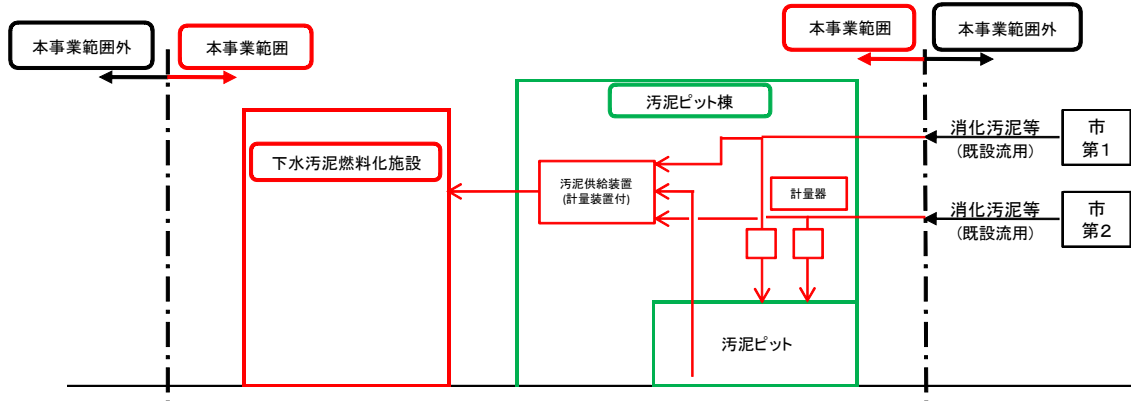 本事業範囲外
本事業範囲
本事業範囲
本事業範囲外
汚泥ピット棟
下水汚泥燃料化施設
汚泥供給装置
(計量装置付)
計量器
消化汚泥等
(既設流用)
市
第1
消化汚泥等
(既設流用)
市
第2
汚泥ピット